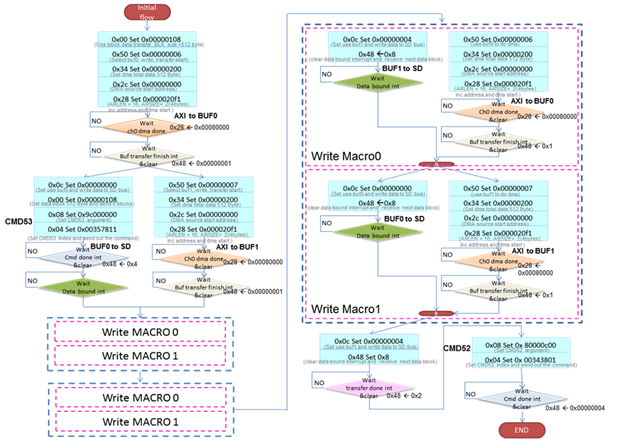 Initial
flow
0x00 Set 0x00000108
(One block data transfer, BLK_size =512 byte)
0x50 Set 0x00000006
(Select buf0, write, transfer start)
0x34 Set 0x00000200
(Set dma total data 512 Byte)
0x2c Set 0x00000000
(DMA source start address)
0x28 Set 0x000020f1
(ARLEN = 16, ARSIZE= 2(4bytes),
inc address and dma start )
AXI to BUF0
NO
Wait
ch0 dma done
0x28 ← 0x00080000
NO
Wait
Buf transfer finish int
&clear
0x48 ← 0x00000001
0x0c Set 0x00000000
(Set use buf0 and write data to SD bus)
0x00 Set 0x00000108
(Set data block 512 Byte and send 8 blocks)
0x08 Set 0x9c000000
(Set CMD53 argument)
0x04 Set 0x00357811
(Set CMD53 index and send out the command)
CMD53
BUF0 to SD
NO
Wait
Cmd done int
&clear
0x48 ← 0x4
NO
Wait
Data bound int
0x50 Set 0x00000007
(Select buf1, write, transfer start)
0x34 Set 0x00000200
(Set dma total data 512 Byte)
0x2c Set 0x00000000
(DMA source start address)
0x28 Set 0x000020f1
(ARLEN = 16, ARSIZE= 2(4bytes),
inc address and dma start )
AXI to BUF1
NO
Wait
Ch0 dma done
&clear
0x28 ← 0x00080000
NO
Wait
Buf transfer finish int
&clear
0x48 ← 0x00000001
Write MACRO 0
Write MACRO 1
Write MACRO 0
Write MACRO 1
0x0c Set 0x00000004
(Set use buf1 and write data to SD bus)
0x48 ←0x8
(clear data bound interrupt and receive next data block)
BUF1 to SD
NO
Wait
Data bound int
0x50 Set 0x00000006
(use buf0 to do dma)
0x34 Set 0x00000200
(Set dma total data 512 Byte)
0x2c Set 0x00000000
(DMA source start address)
0x28 Set 0x000020f1
(ARLEN = 16, ARSIZE= 2(4bytes),
inc address and dma start )
AXI to BUF0
NO
Wait
Ch0 dma done
&clear
0x28 ← 0x00080000
NO
Wait
Buf transfer finish int
&clear
0x48 ← 0x1
Write Macro0
0x0c Set 0x00000000
(Set use buf0 and write data to SD bus)
0x48 ←0x8
(clear data bound interrupt and receive next data block)
BUF0 to SD
NO
Wait
Data bound int
0x50 Set 0x00000007
(use buf1 to do dma)
0x34 Set 0x00000200
(Set dma total data 512 Byte)
0x2c Set 0x00000000
(DMA source start address)
0x28 Set 0x000020f1
(ARLEN = 16, ARSIZE= 2(4bytes),
inc address and dma start )
AXI to BUF1
NO
Wait
Ch0 dma done
&clear
0x28 ←
0x00080000
NO
Wait
Buf transfer finish int
&clear
0x48 ← 0x1
Write Macro1
0x0c Set 0x00000004
(Set use buf1 and write data to SD bus)
0x48 Set 0x8
(clear data bound interrupt and receive next data block)
NO
Wait
transfer done int
&clear
0x48 ← 0x2
CMD52
0x08 Set 0x 80000c00
(Set CMD52 argument)
0x04 Set 0x 00343801
(Set CMD52 index and send out the command)
NO
Wait
Cmd done int
&clear
0x48 ← 0x00000004
END